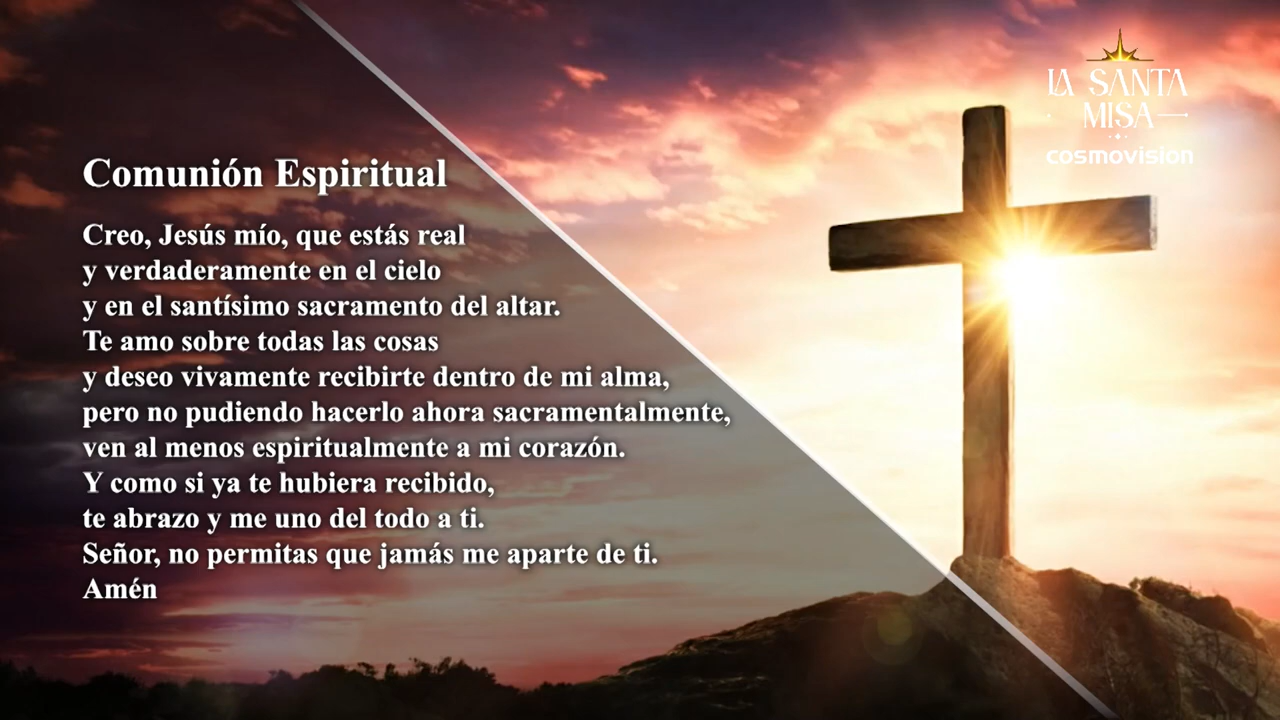 LA SANTA
MISA
cosmovision
Comunión Espiritual
Creo, Jesús mío, que estás real
y verdaderamente en el cielo
y en el santísimo sacramento del altar.
Te amo sobre todas las cosas
y deseo vivamente recibirte dentro de mi alma,
pero no pudiendo hacerlo ahora sacramentalmente,
ven al menos espiritualmente a mi corazón.
Y como si ya te hubiera recibido,
te abrazo y me uno del todo a ti.
Señor, no permitas que jamás me aparte de ti.
Amén